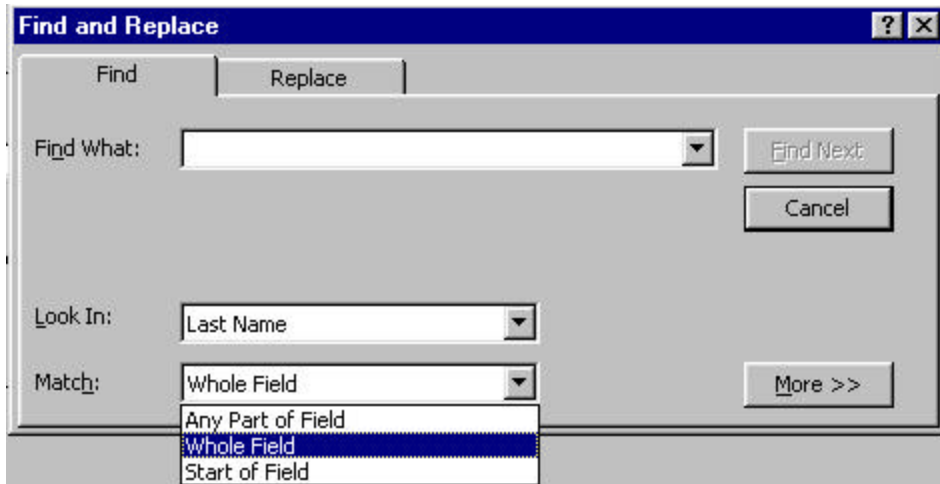 Find and Replace
Find Replace
Find What: Find Next
Cancel
Look In: Last Name
Match: Whole Field More >>
Any Part of Field
Whole Field
Start of Field